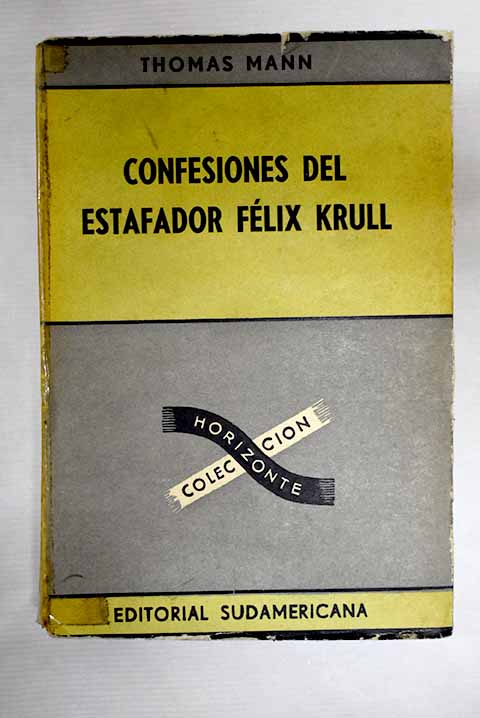 THOMAS MANN
CONFESIONES DEL
ESTAFADOR FÉLIX KRULL
COLECCION
HORIZONTE
EDITORIAL SUDAMERICANA